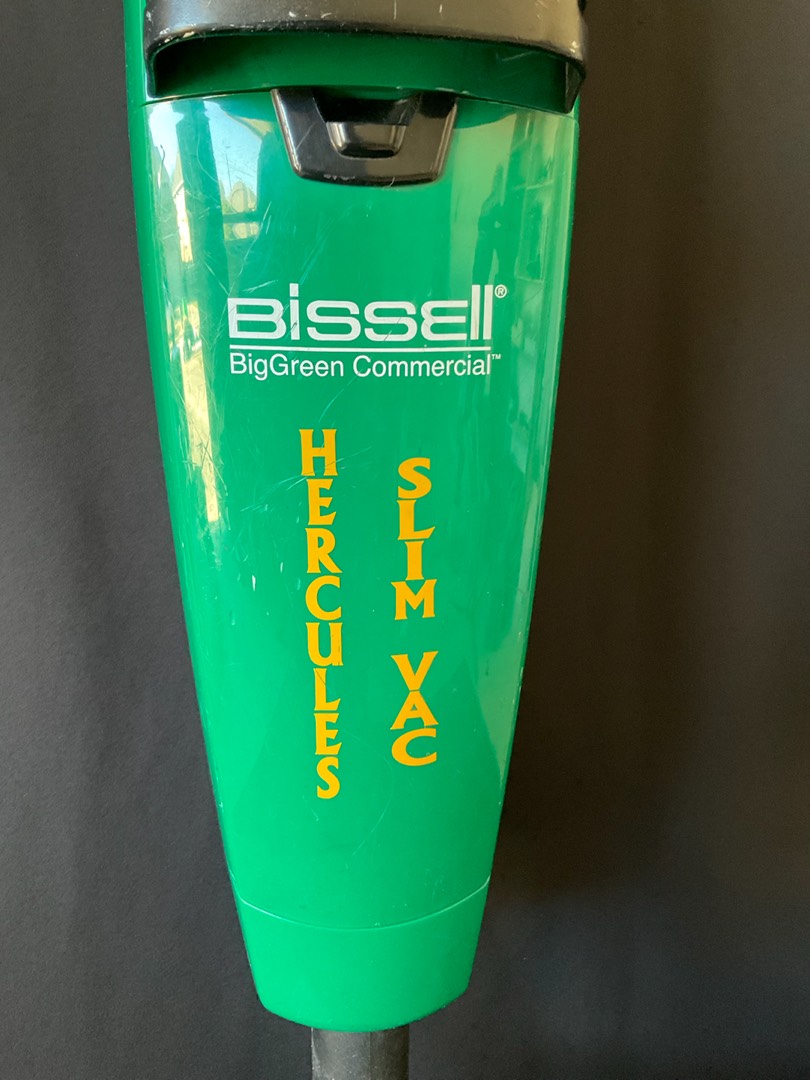 Bissell®
BigGreen Commercial™
HERCULES
SLIM VAC